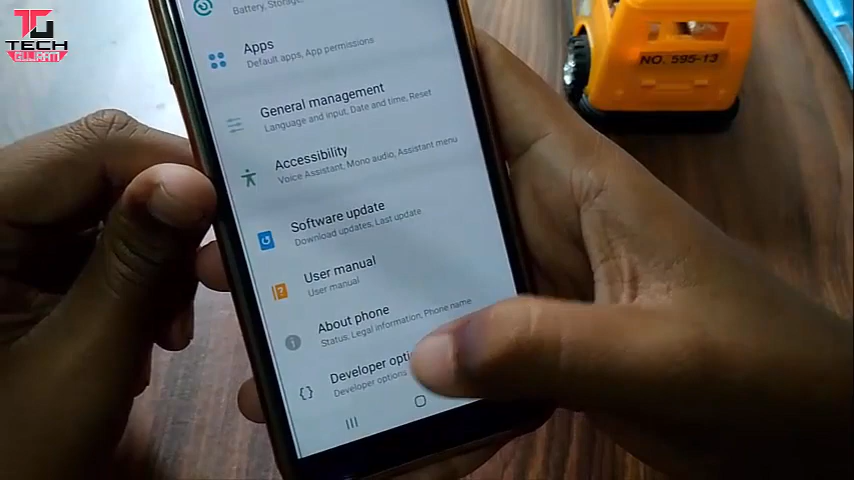 TECH
GUJRATI
Battery, Storage,
Apps
Default apps, App permissions
NO. 595-13
General management
Language and input, Date and time, Reset
Accessibility
Voice Assistant, Mono audio, Assistant menu
Software update
Download updates, Last update
User manual
User manual
About phone
Status, Legal information, Phone name
Developer opti
Developer options